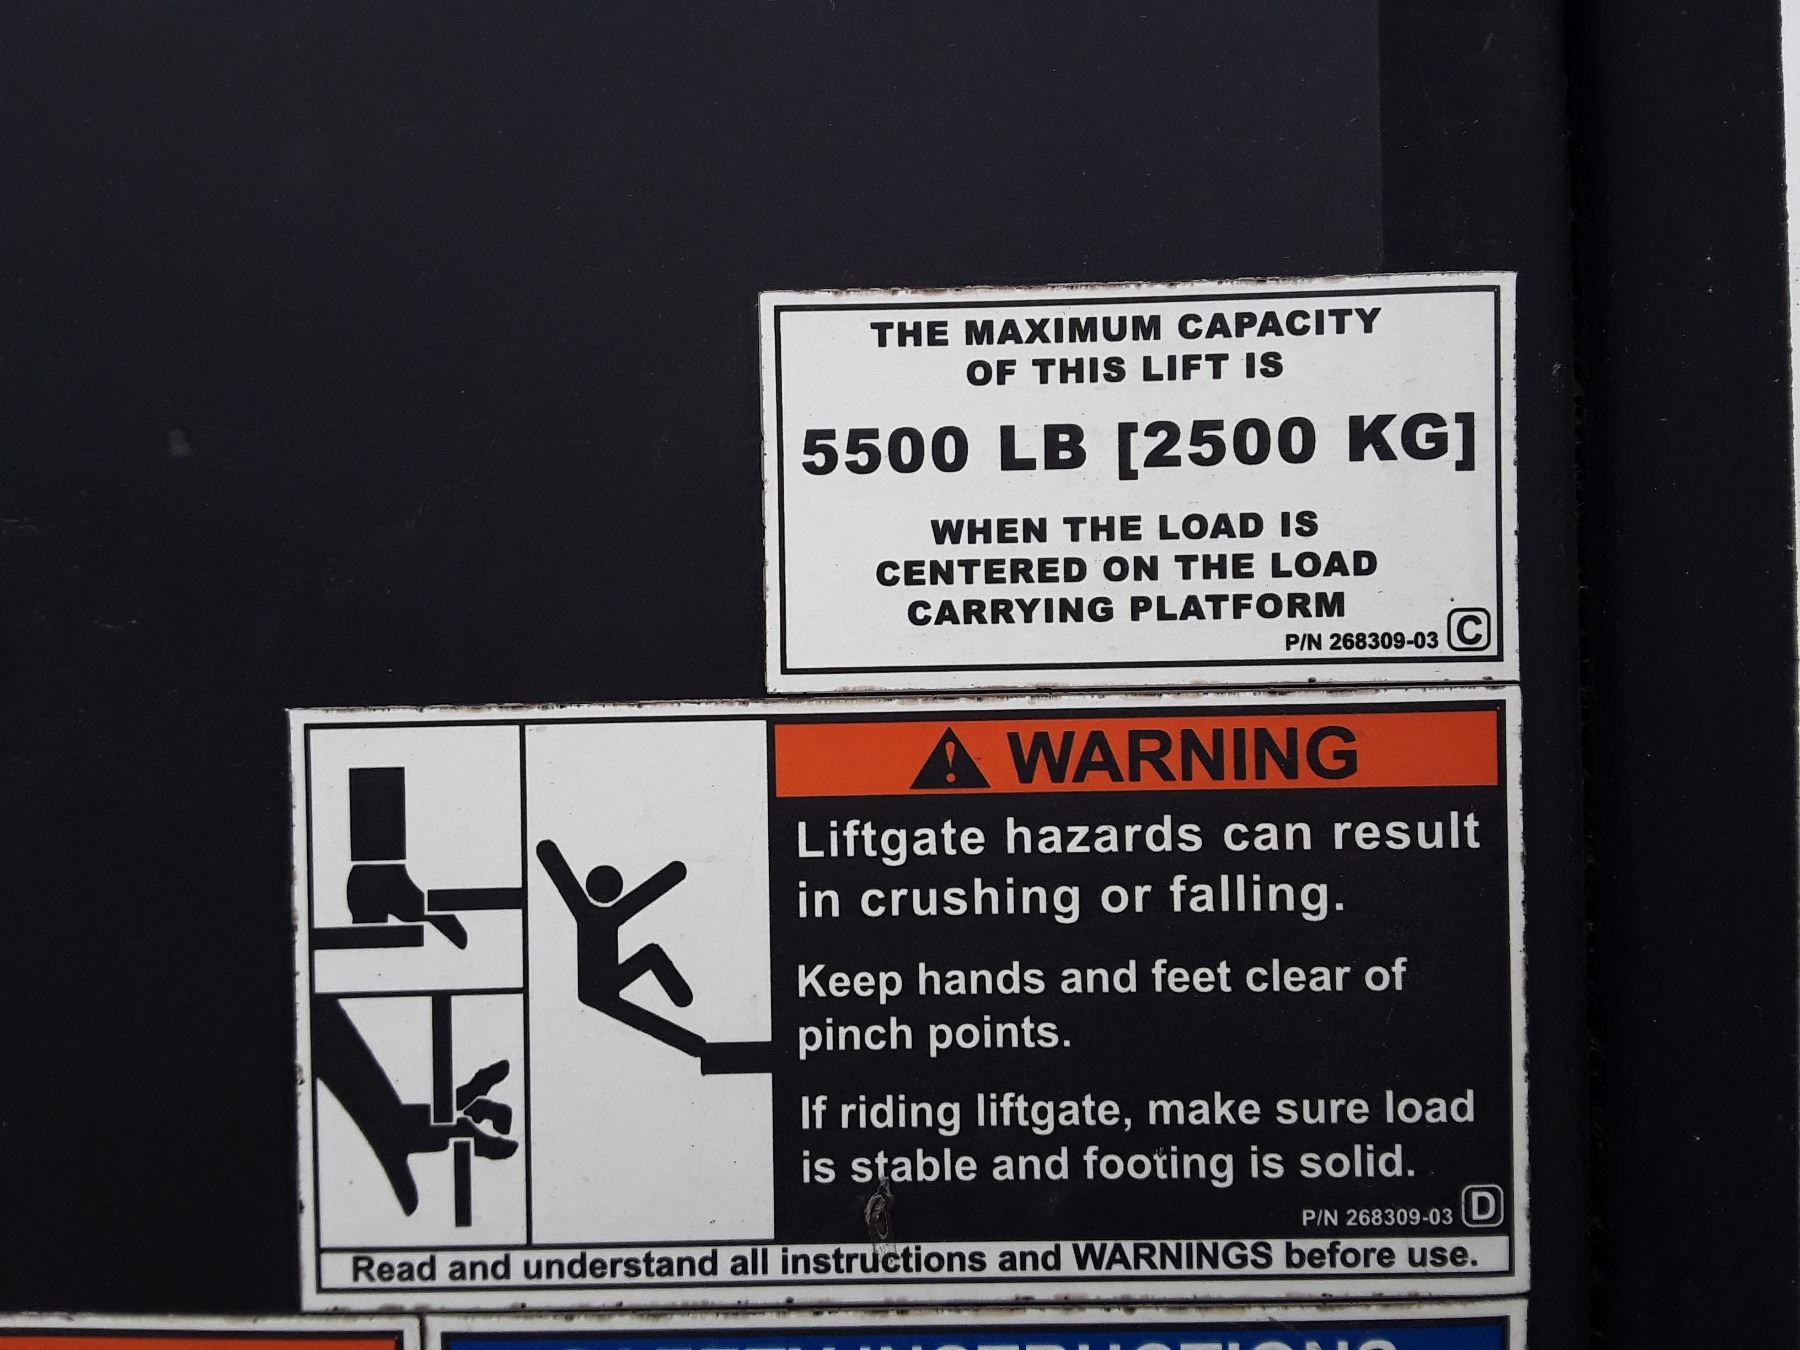 THE MAXIMUM CAPACITY
OF THIS LIFT IS
5500 LB [2500 KG]
WHEN THE LOAD IS
CENTERED ON THE LOAD
CARRYING PLATFORM
P/N 268309-03 C
WARNING
Liftgate hazards can result
in crushing or falling.
Keep hands and feet clear of
pinch points.
If riding liftgate, make sure load
is stable and footing is solid.
P/N 268309-03 D
Read and understand all instructions and WARNINGS before use.
SAFETY INSTRUCTIONS